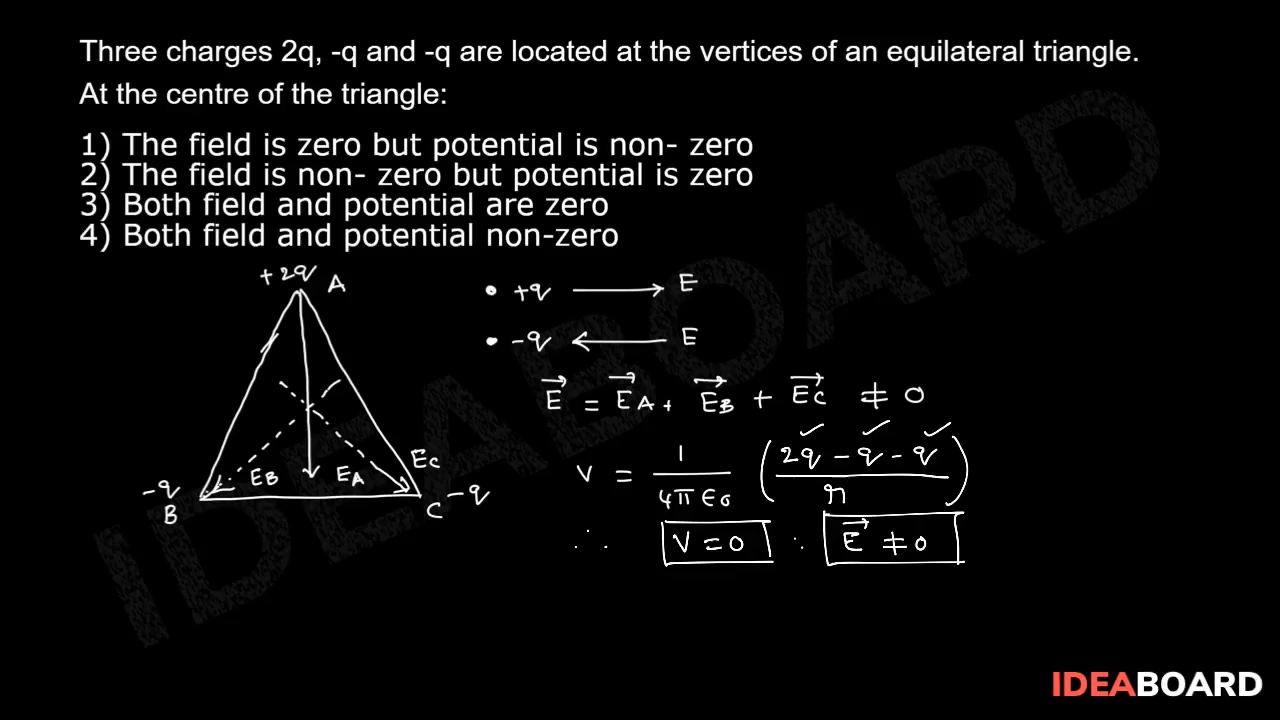 Three charges 2q, -q and -q are located at the vertices of an equilateral triangle.
At the centre of the triangle:
1) The field is zero but potential is non- zero
2) The field is non- zero but potential is zero
3) Both field and potential are zero
4) Both field and potential non-zero
+2q A
• +q ⟶ E
• -q ⟵ E
E⃗ = E⃗A + E⃗B + E⃗C ≠ 0
V = 1/4πε₀ (2q - q - q / r)
EB EA EC
-q B
C -q
∴ V = 0 : E⃗ ≠ 0
IDEABOARD
IDEABOARD